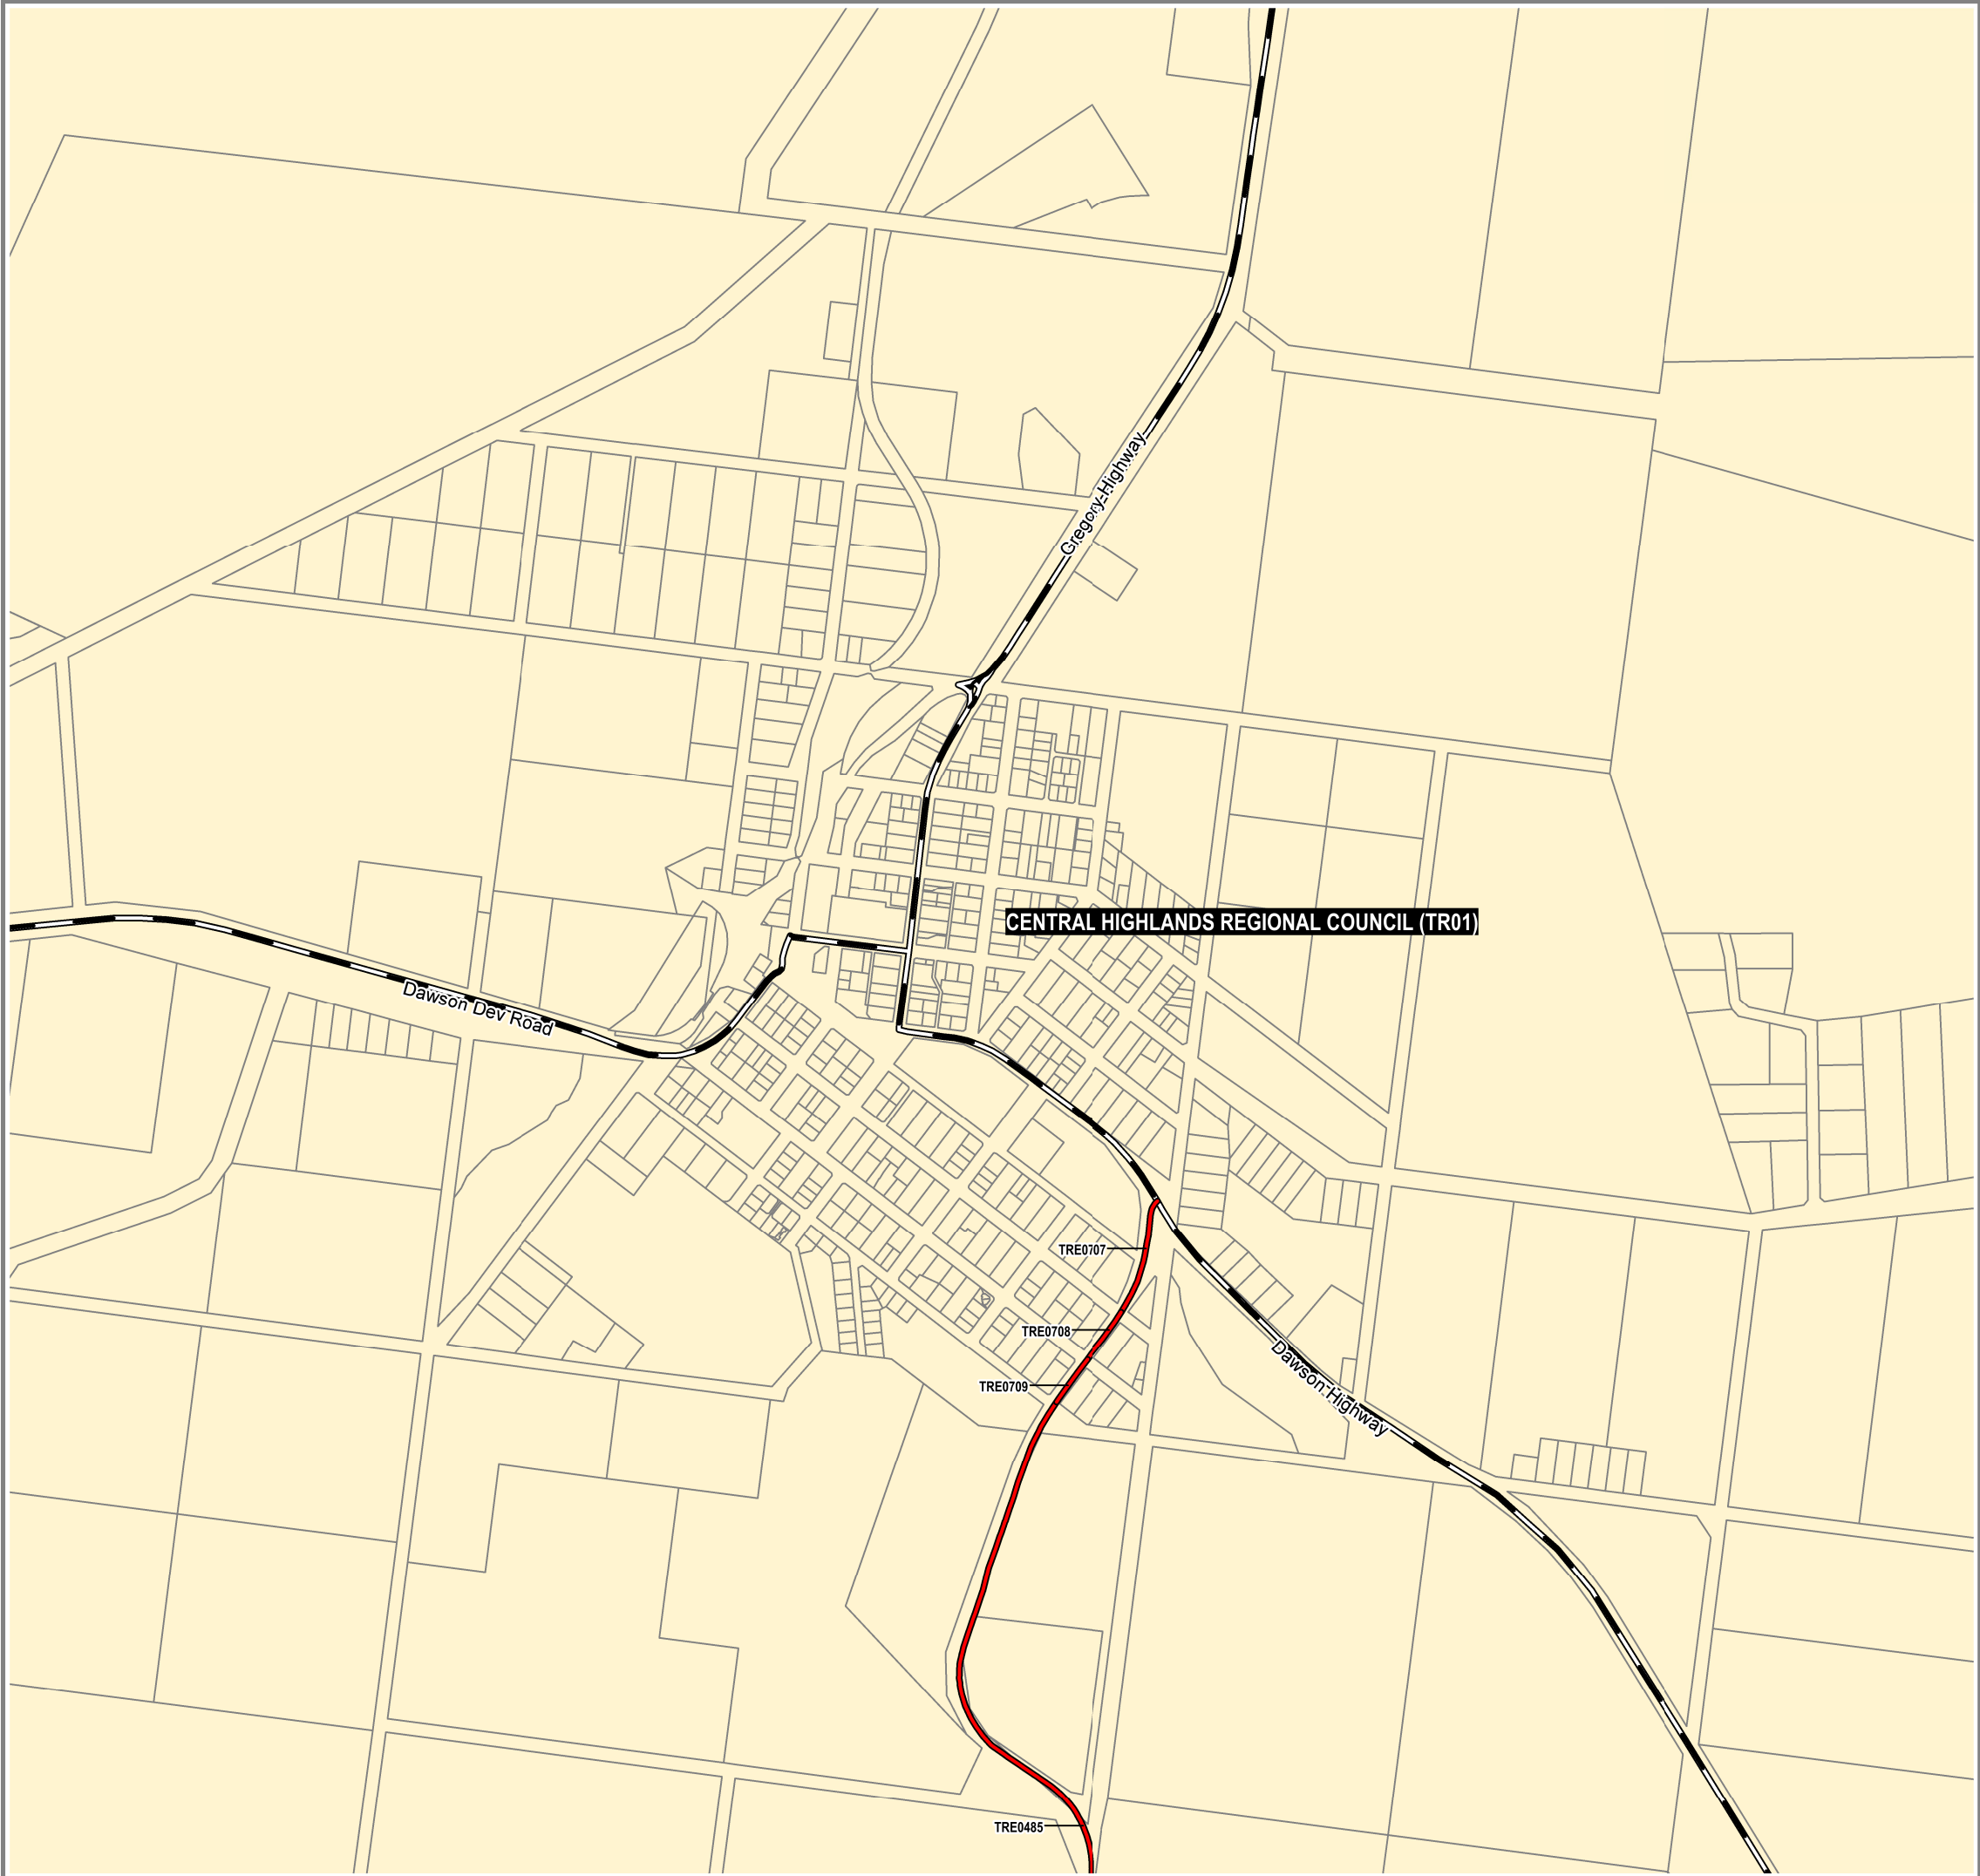 Gregory Highway
CENTRAL HIGHLANDS REGIONAL COUNCIL (TR01)
Dawson Dev Road
TRE0707
TRE0708
Dawson Highway
TRE0709
TRE0485